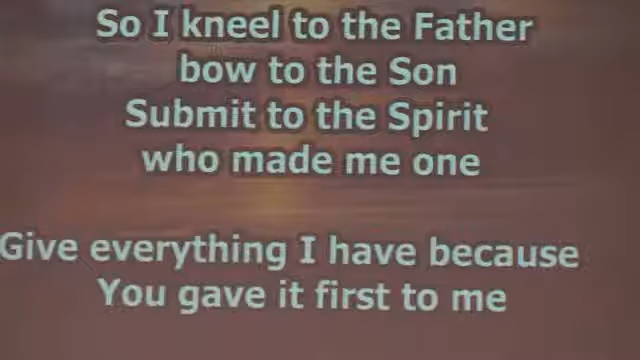 So I kneel to the Father
bow to the Son
Submit to the Spirit
who made me one
Give everything I have because
You gave it first to me